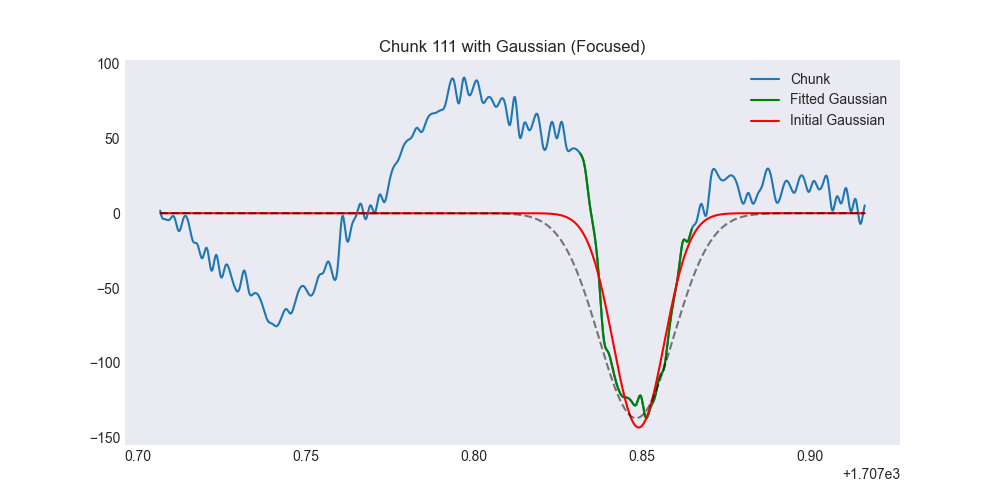 Chunk 111 with Gaussian (Focused)
100
50
0
−50
−100
−150
Chunk
Fitted Gaussian
Initial Gaussian
0.70 0.75 0.80 0.85 0.90
+1.707e3